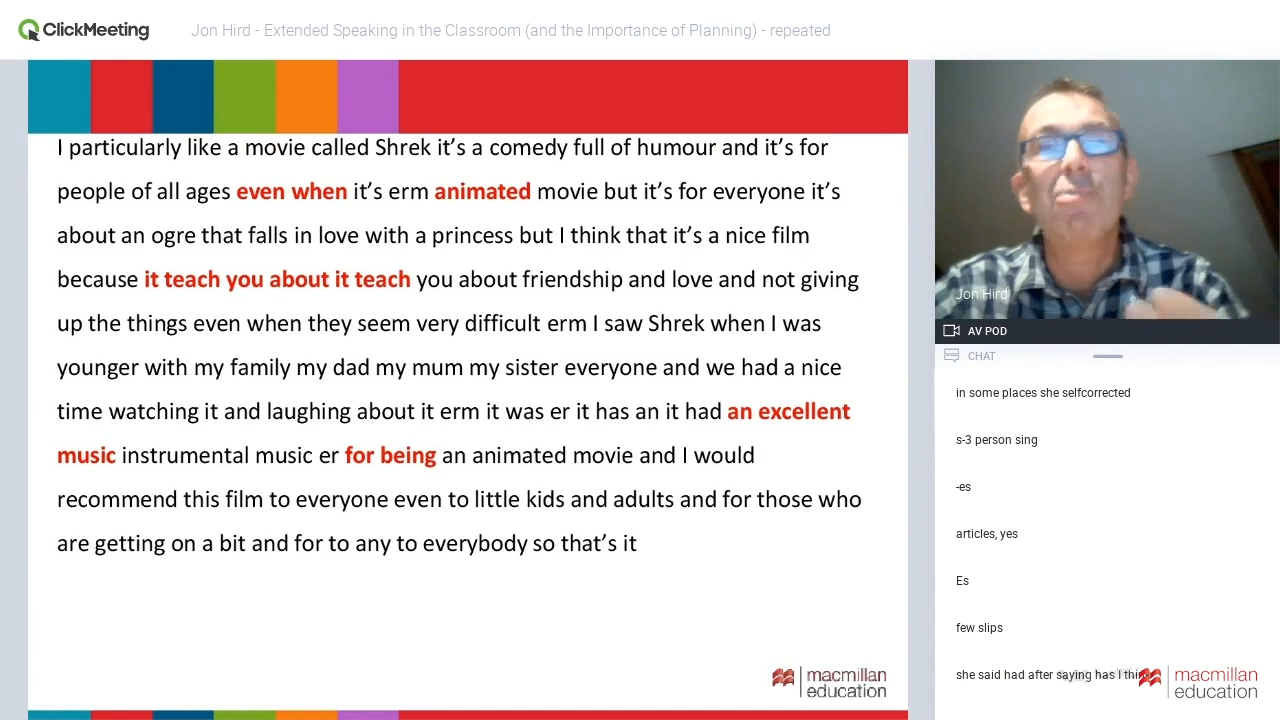 ClickMeeting
Jon Hird - Extended Speaking in the Classroom (and the Importance of Planning) - repeated
I particularly like a movie called Shrek it's a comedy full of humour and it's for
people of all ages even when it's erm animated movie but it's for everyone it's
about an ogre that falls in love with a princess but I think that it's a nice film
because it teach you about it teach you about friendship and love and not giving
up the things even when they seem very difficult erm I saw Shrek when I was
younger with my family my dad my mum my sister everyone and we had a nice
time watching it and laughing about it erm it was er it has an it had an excellent
music instrumental music er for being an animated movie and I would
recommend this film to everyone even to little kids and adults and for those who
are getting on a bit and for to any to everybody so that's it
macmillan
education
Jon Hird
AV POD
CHAT
in some places she selfcorrected
s-3 person sing
-es
articles, yes
Es
few slips
she said had after saying has I
macmillan
education